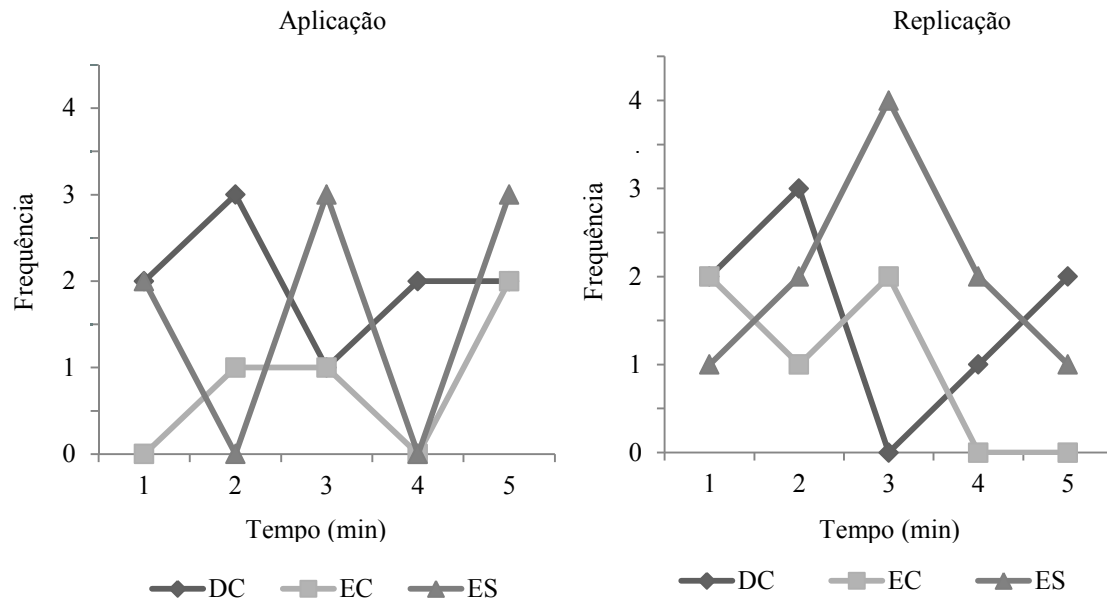 Aplicação
Frequência
4
3
2
1
0
1 2 3 4 5
Tempo (min)
DC EC ES
Replicação
Frequência
4
3
2
1
0
1 2 3 4 5
Tempo (min)
DC EC ES